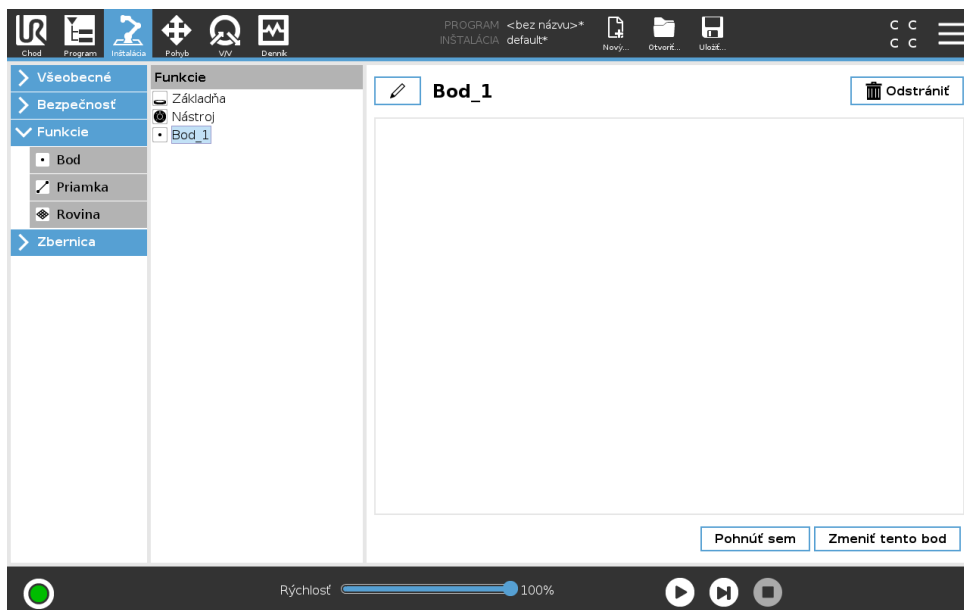 UR
PROGRAM <bez názvu>*
INŠTALÁCIA default*
Chod Program Inštalácia Pohyb V/V Denník Nový... Otvoriť... Uložiť...
C C
C C
Všeobecné
Bezpečnosť
Funkcie
Bod
Priamka
Rovina
Zbernica
Funkcie
Základňa
Nástroj
Bod_1
Bod_1
Odstrániť
Pohnúť sem
Zmeniť tento bod
Rýchlosť 100%